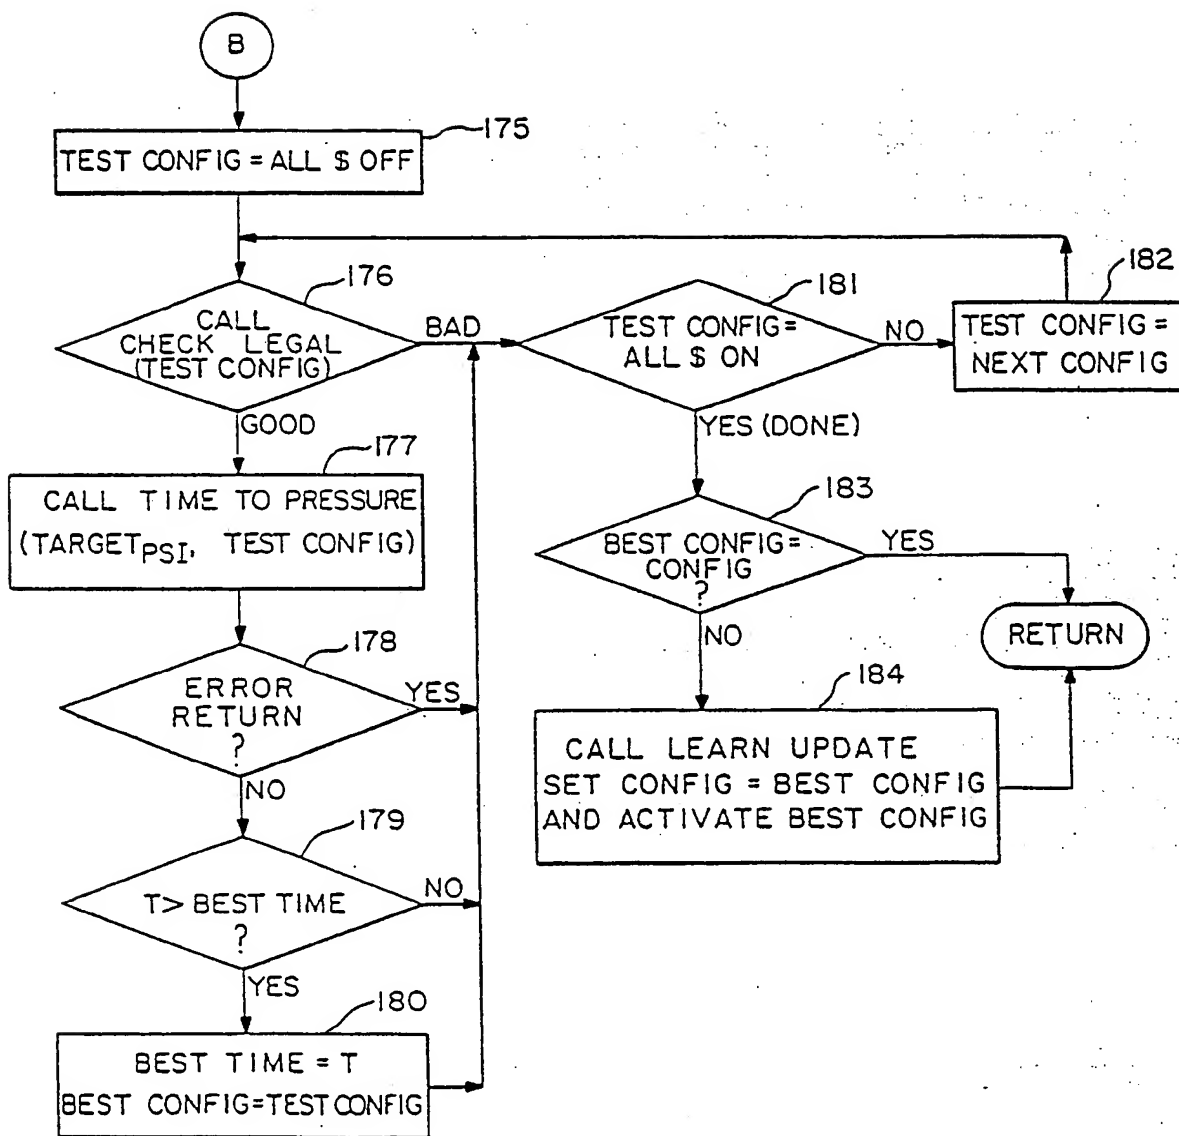 B
175
TEST CONFIG = ALL $ OFF
176
CALL
CHECK LEGAL
(TEST CONFIG)
BAD
GOOD
181
TEST CONFIG=
ALL $ ON
NO
YES (DONE)
182
TEST CONFIG =
NEXT CONFIG
177
CALL TIME TO PRESSURE
(TARGETPSI, TEST CONFIG)
183
BEST CONFIG=
CONFIG
?
YES
NO
RETURN
178
ERROR
RETURN
?
YES
NO
184
CALL LEARN UPDATE
SET CONFIG = BEST CONFIG
AND ACTIVATE BEST CONFIG
179
T> BEST TIME
?
NO
YES
180
BEST TIME = T
BEST CONFIG=TEST CONFIG